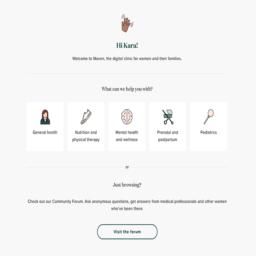 Hi Kara!
Welcome to Maven, the digital clinic for women and their families.
What can we help you with?
General health
Nutrition and
physical therapy
Mental health
and wellness
Prenatal and
postpartum
Pediatrics
or
Just browsing?
Check out our Community Forum. Ask anonymous questions, get answers from medical professionals and other women
who've been there.
Visit the forum